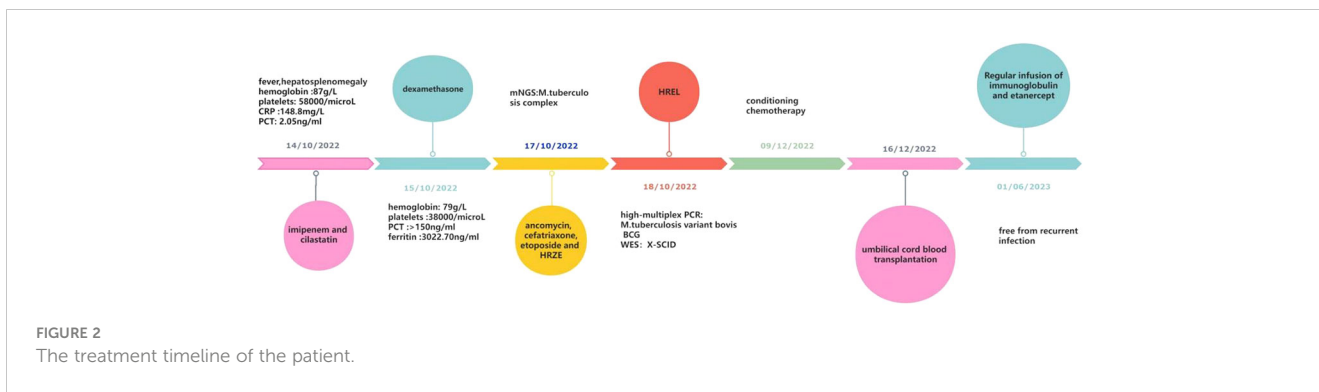 fever,hepatosplenomegaly
hemoglobin :87g/L
platelets: 58000/microL
CRP :148.8mg/L
PCT: 2.05ng/ml
14/10/2022
imipenem and
cilastatin
dexamethasone
15/10/2022
hemoglobin: 79g/L
platelets :38000/microL
PCT :>150ng/ml
ferritin :3022.70ng/ml
mNGS:M.tuberculo
sis complex
17/10/2022
ancomycin,
cefatriaxone,
etoposide and
HRZE
HREL
18/10/2022
high-multiplex PCR:
M.tuberculosis variant bovis
BCG
WES: X-SCID
conditioning
chemotherapy
09/12/2022
16/12/2022
umbilical cord blood
transplantation
Regular infusion of
immunoglobulin
and etanercept
01/06/2023
free from recurrent
infection
FIGURE 2
The treatment timeline of the patient.